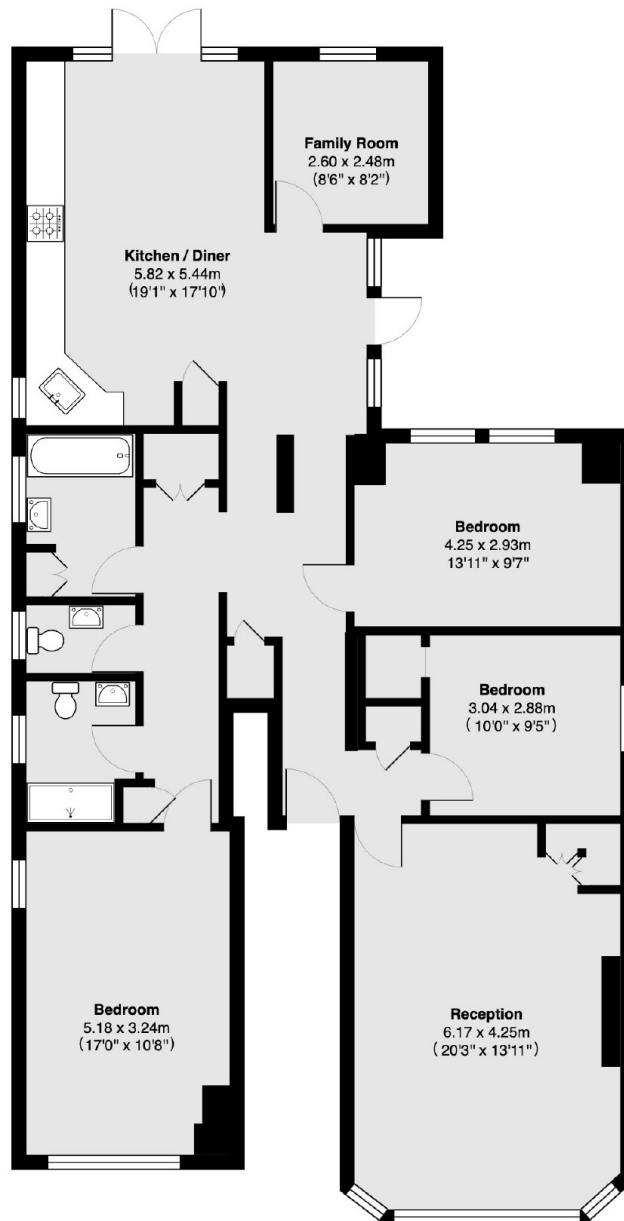 Family Room
2.60 x 2.48m
(8'6" x 8'2")
Kitchen / Diner
5.82 x 5.44m
(19'1" x 17'10")
Bedroom
4.25 x 2.93m
13'11" x 9'7"
Bedroom
3.04 x 2.88m
( 10'0" x 9'5")
Bedroom
5.18 x 3.24m
(17'0" x 10'8")
Reception
6.17 x 4.25m
( 20'3" x 13'11")